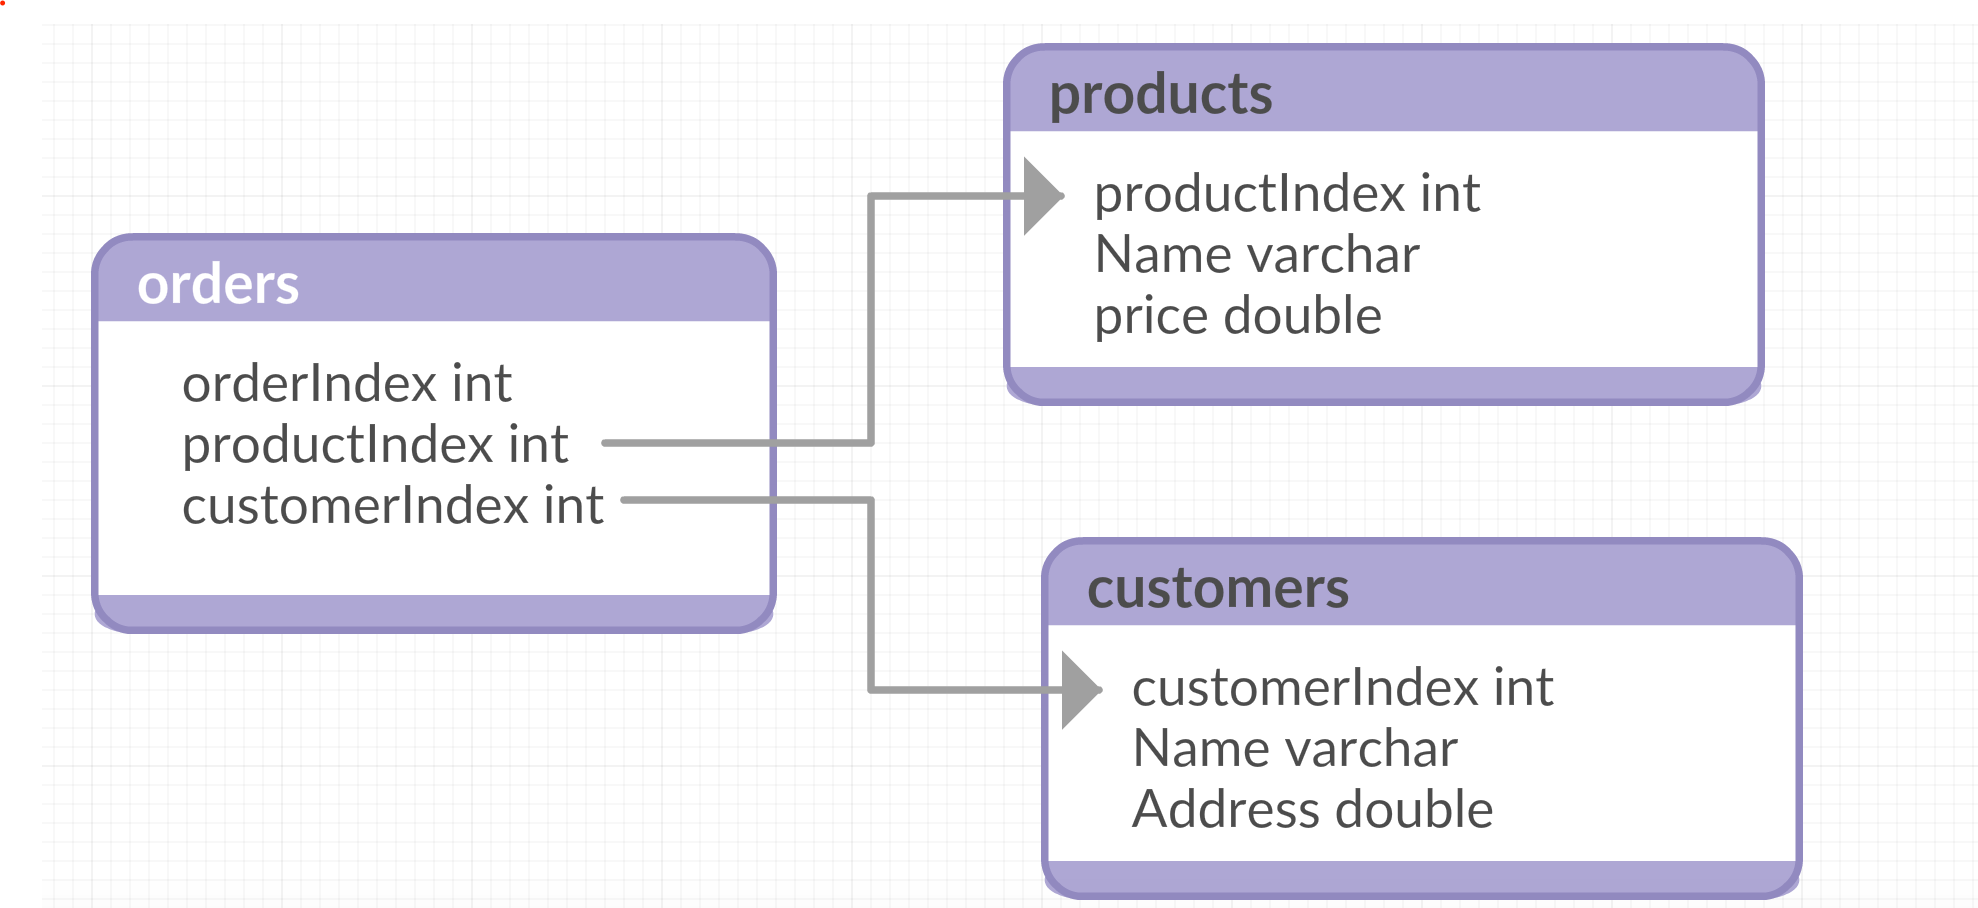 orders
orderIndex int
productIndex int
customerIndex int
products
productIndex int
Name varchar
price double
customers
customerIndex int
Name varchar
Address double